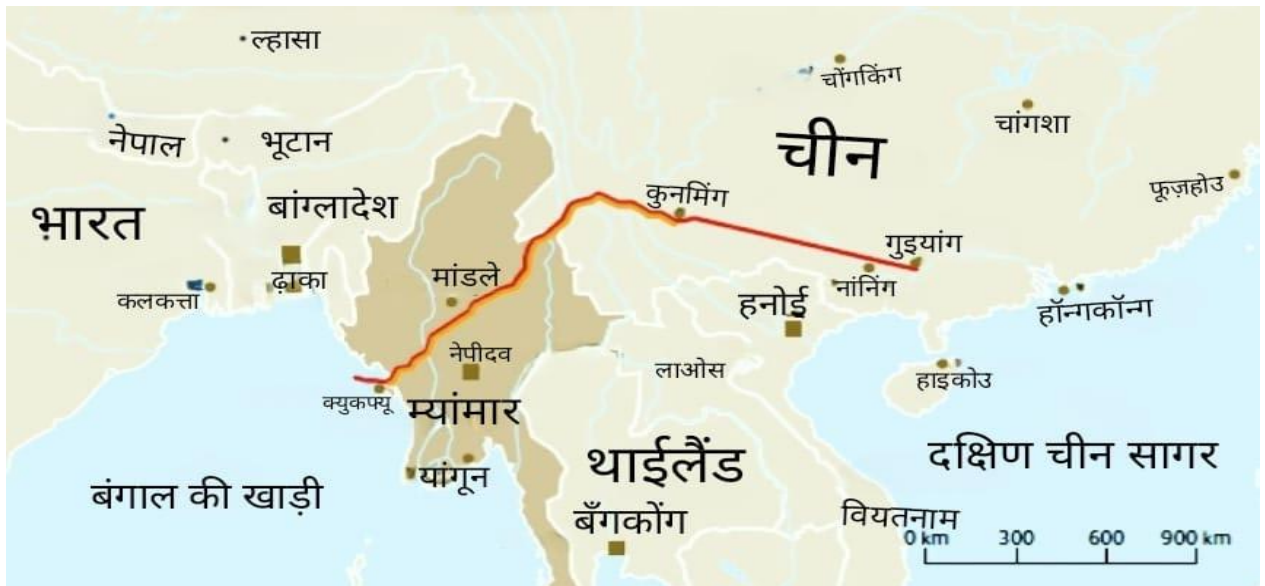 ल्हासा
चोंगकिंग
चांगशा
नेपाल
भूटान
चीन
फूज़होउ
कुनमिंग
बांग्लादेश
भारत
गुइयांग
ढ़ाका
मांडले
कलकत्ता
नांनिंग
हनोई
हॉन्गकॉन्ग
नेपीदव
लाओस
हाइकोउ
क्युकफ्यू
म्यांमार
दक्षिण चीन सागर
थाईलैंड
यांगून
बंगाल की खाड़ी
बँगकोंग
वियतनाम
0 km 300 600 900 km